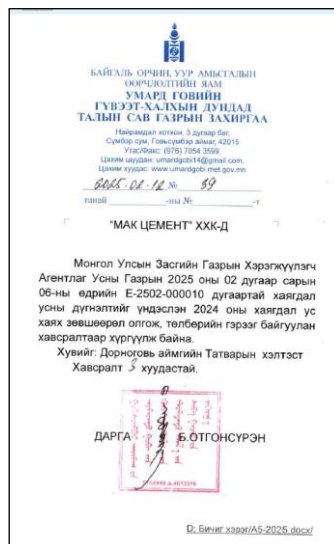 БАЙГАЛЬ ОРЧИН, УУР АМЬСГАЛЫН
ӨӨРЧЛӨЛТИЙН ЯАМ
УМАРД ГОВИЙН
ГҮВЭЭТ-ХАЛХЫН ДУНДАД
ТАЛЫН САВ ГАЗРЫН ЗАХИРГАА
Найрамдал хотхон, 3 дугаар баг,
Сүмбэр сум, Говьсүмбэр аймаг, 42015
Утас/Факс: (976) 7054 3599,
Цахим шуудан: umardgobi14@gmail.com,
Цахим хуудас: www.umardgobi.met.gov.mn
2025.02.12 № 59
танай -ны № -т
"МАК ЦЕМЕНТ" ХХК-Д
Монгол Улсын Засгийн Газрын Хэрэгжүүлэгч
Агентлаг Усны Газрын 2025 оны 02 дугаар сарын
06-ны өдрийн E-2502-000010 дугаартай хаягдал
усны дүгнэлтийг үндэслэн 2024 оны хаягдал ус
хаях зөвшөөрөл олгож, төлбөрийн гэрээг байгуулан
хавсралтаар хүргүүлж байна.
Хувийг: Дорноговь аймгийн Татварын хэлтэст
Хавсралт 3 хуудастай.
ДАРГА Б.ОТГОНСҮРЭН
D: Бичиг хэрэг/А5-2025.docx/